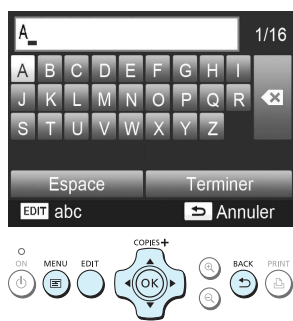 A_ 1/16
A B C D E F G H I
J K L M N O P Q R
S T U V W X Y Z
Espace Terminer
EDIT abc Annuler
COPIES+
ON MENU EDIT BACK PRINT
OK